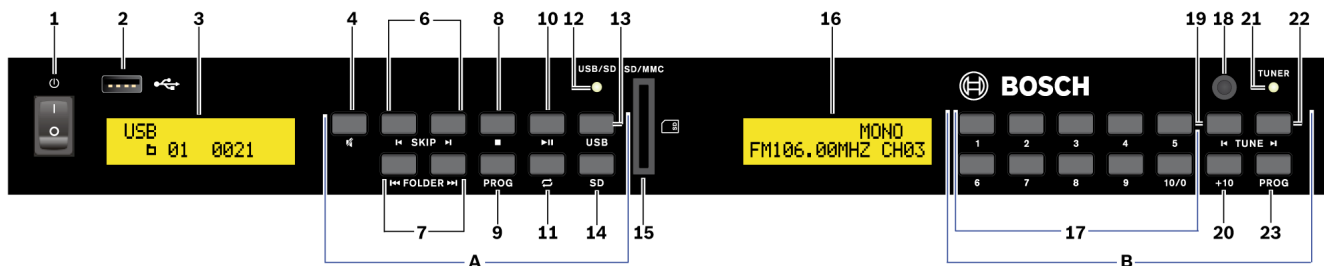 1 2 3 4 6 8 10 12 13 16 19 18 21 22
USB/SD SD/MMC
TUNER
BOSCH
I
O
USB
01 0021
SKIP
USB
SD
MONO
FM106.00MHZ CH03
1 2 3 4 5
TUNE
FOLDER
PROG
SD
6 7 8 9 10/0
+10
PROG
7 9 11 14 15 17 20 23
A B